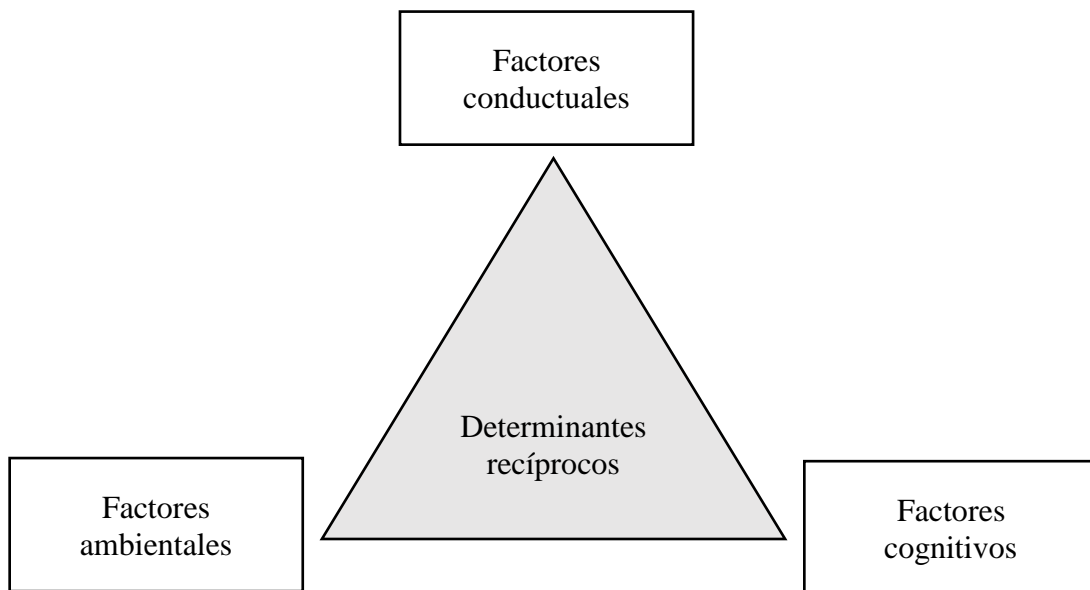 Factores
conductuales
Determinantes
recíprocos
Factores
ambientales
Factores
cognitivos